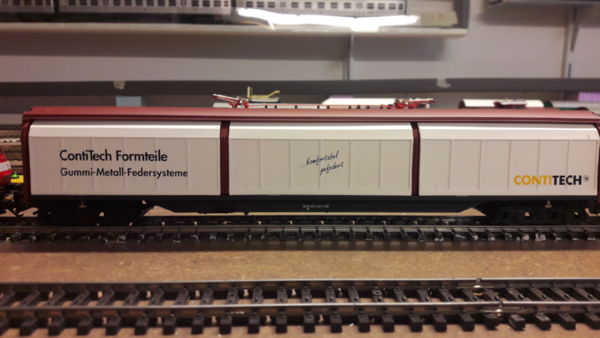 ContiTech Formteile
Gummi-Metall-Federsysteme
...komfortabel
gefedert
CONTITECH